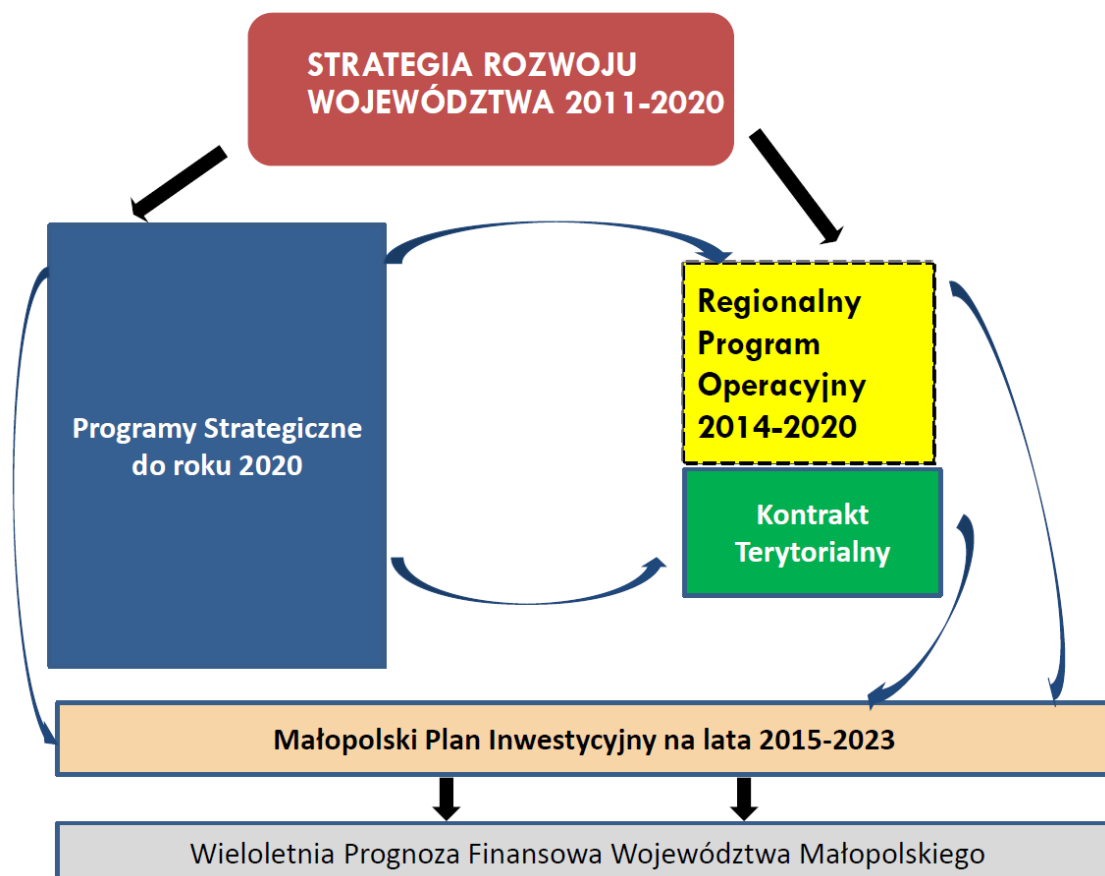 STRATEGIA ROZWOJU
WOJEWÓDZTWA 2011-2020
Programy Strategiczne
do roku 2020
Regionalny
Program
Operacyjny
2014-2020
Kontrakt
Terytorialny
Małopolski Plan Inwestycyjny na lata 2015-2023
Wieloletnia Prognoza Finansowa Województwa Małopolskiego